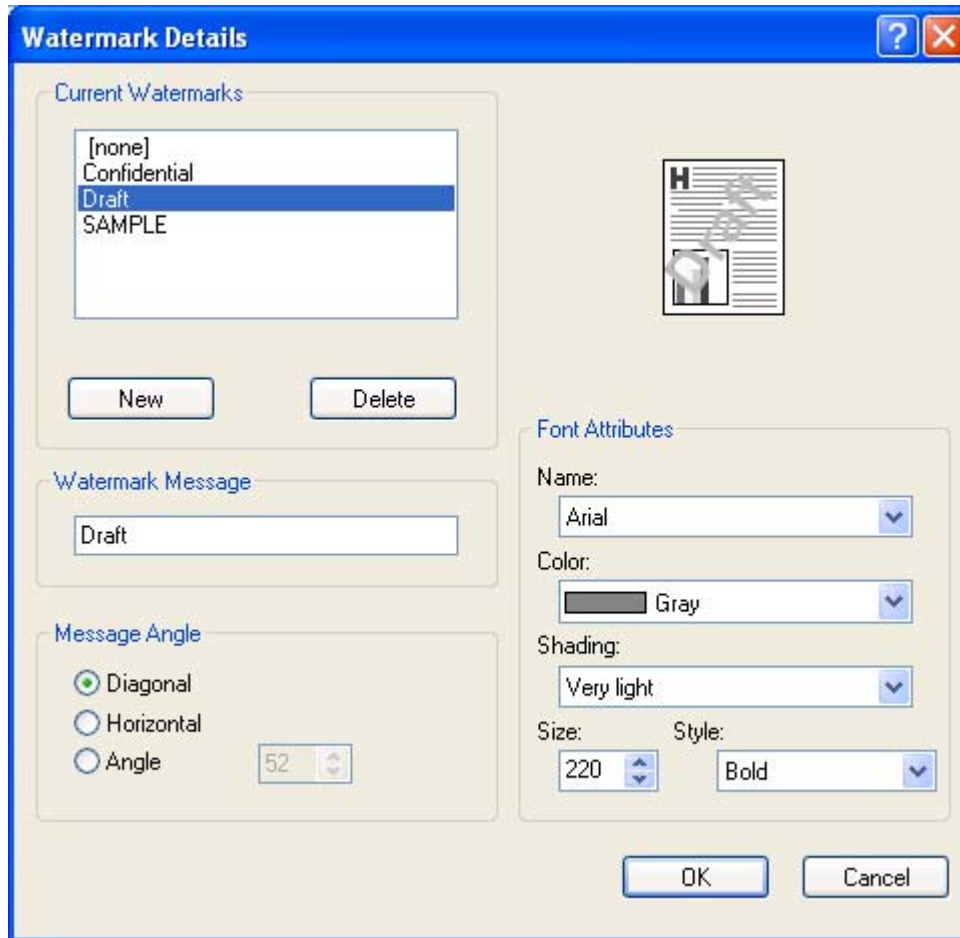 Watermark Details
Current Watermarks
[none]
Confidential
Draft
SAMPLE
New Delete
Watermark Message
Draft
Message Angle
Diagonal
Horizontal
Angle 52
H
Draft
Font Attributes
Name:
Arial
Color:
Gray
Shading:
Very light
Size: Style:
220 Bold
OK Cancel